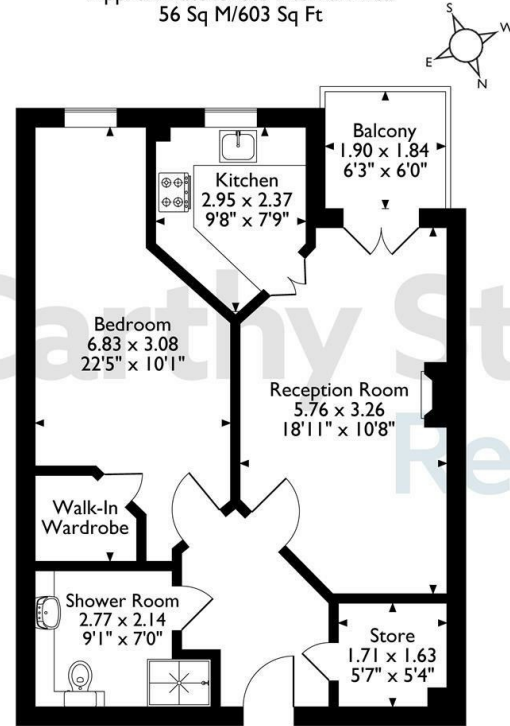 56 Sq M/603 Sq Ft
S
W
E
N
Balcony
1.90 x 1.84
6'3" x 6'0"
Kitchen
2.95 x 2.37
9'8" x 7'9"
Bedroom
6.83 x 3.08
22'5" x 10'1"
Reception Room
5.76 x 3.26
18'11" x 10'8"
Walk-In
Wardrobe
Shower Room
2.77 x 2.14
9'1" x 7'0"
Store
1.71 x 1.63
5'7" x 5'4"
Carthy St
Re